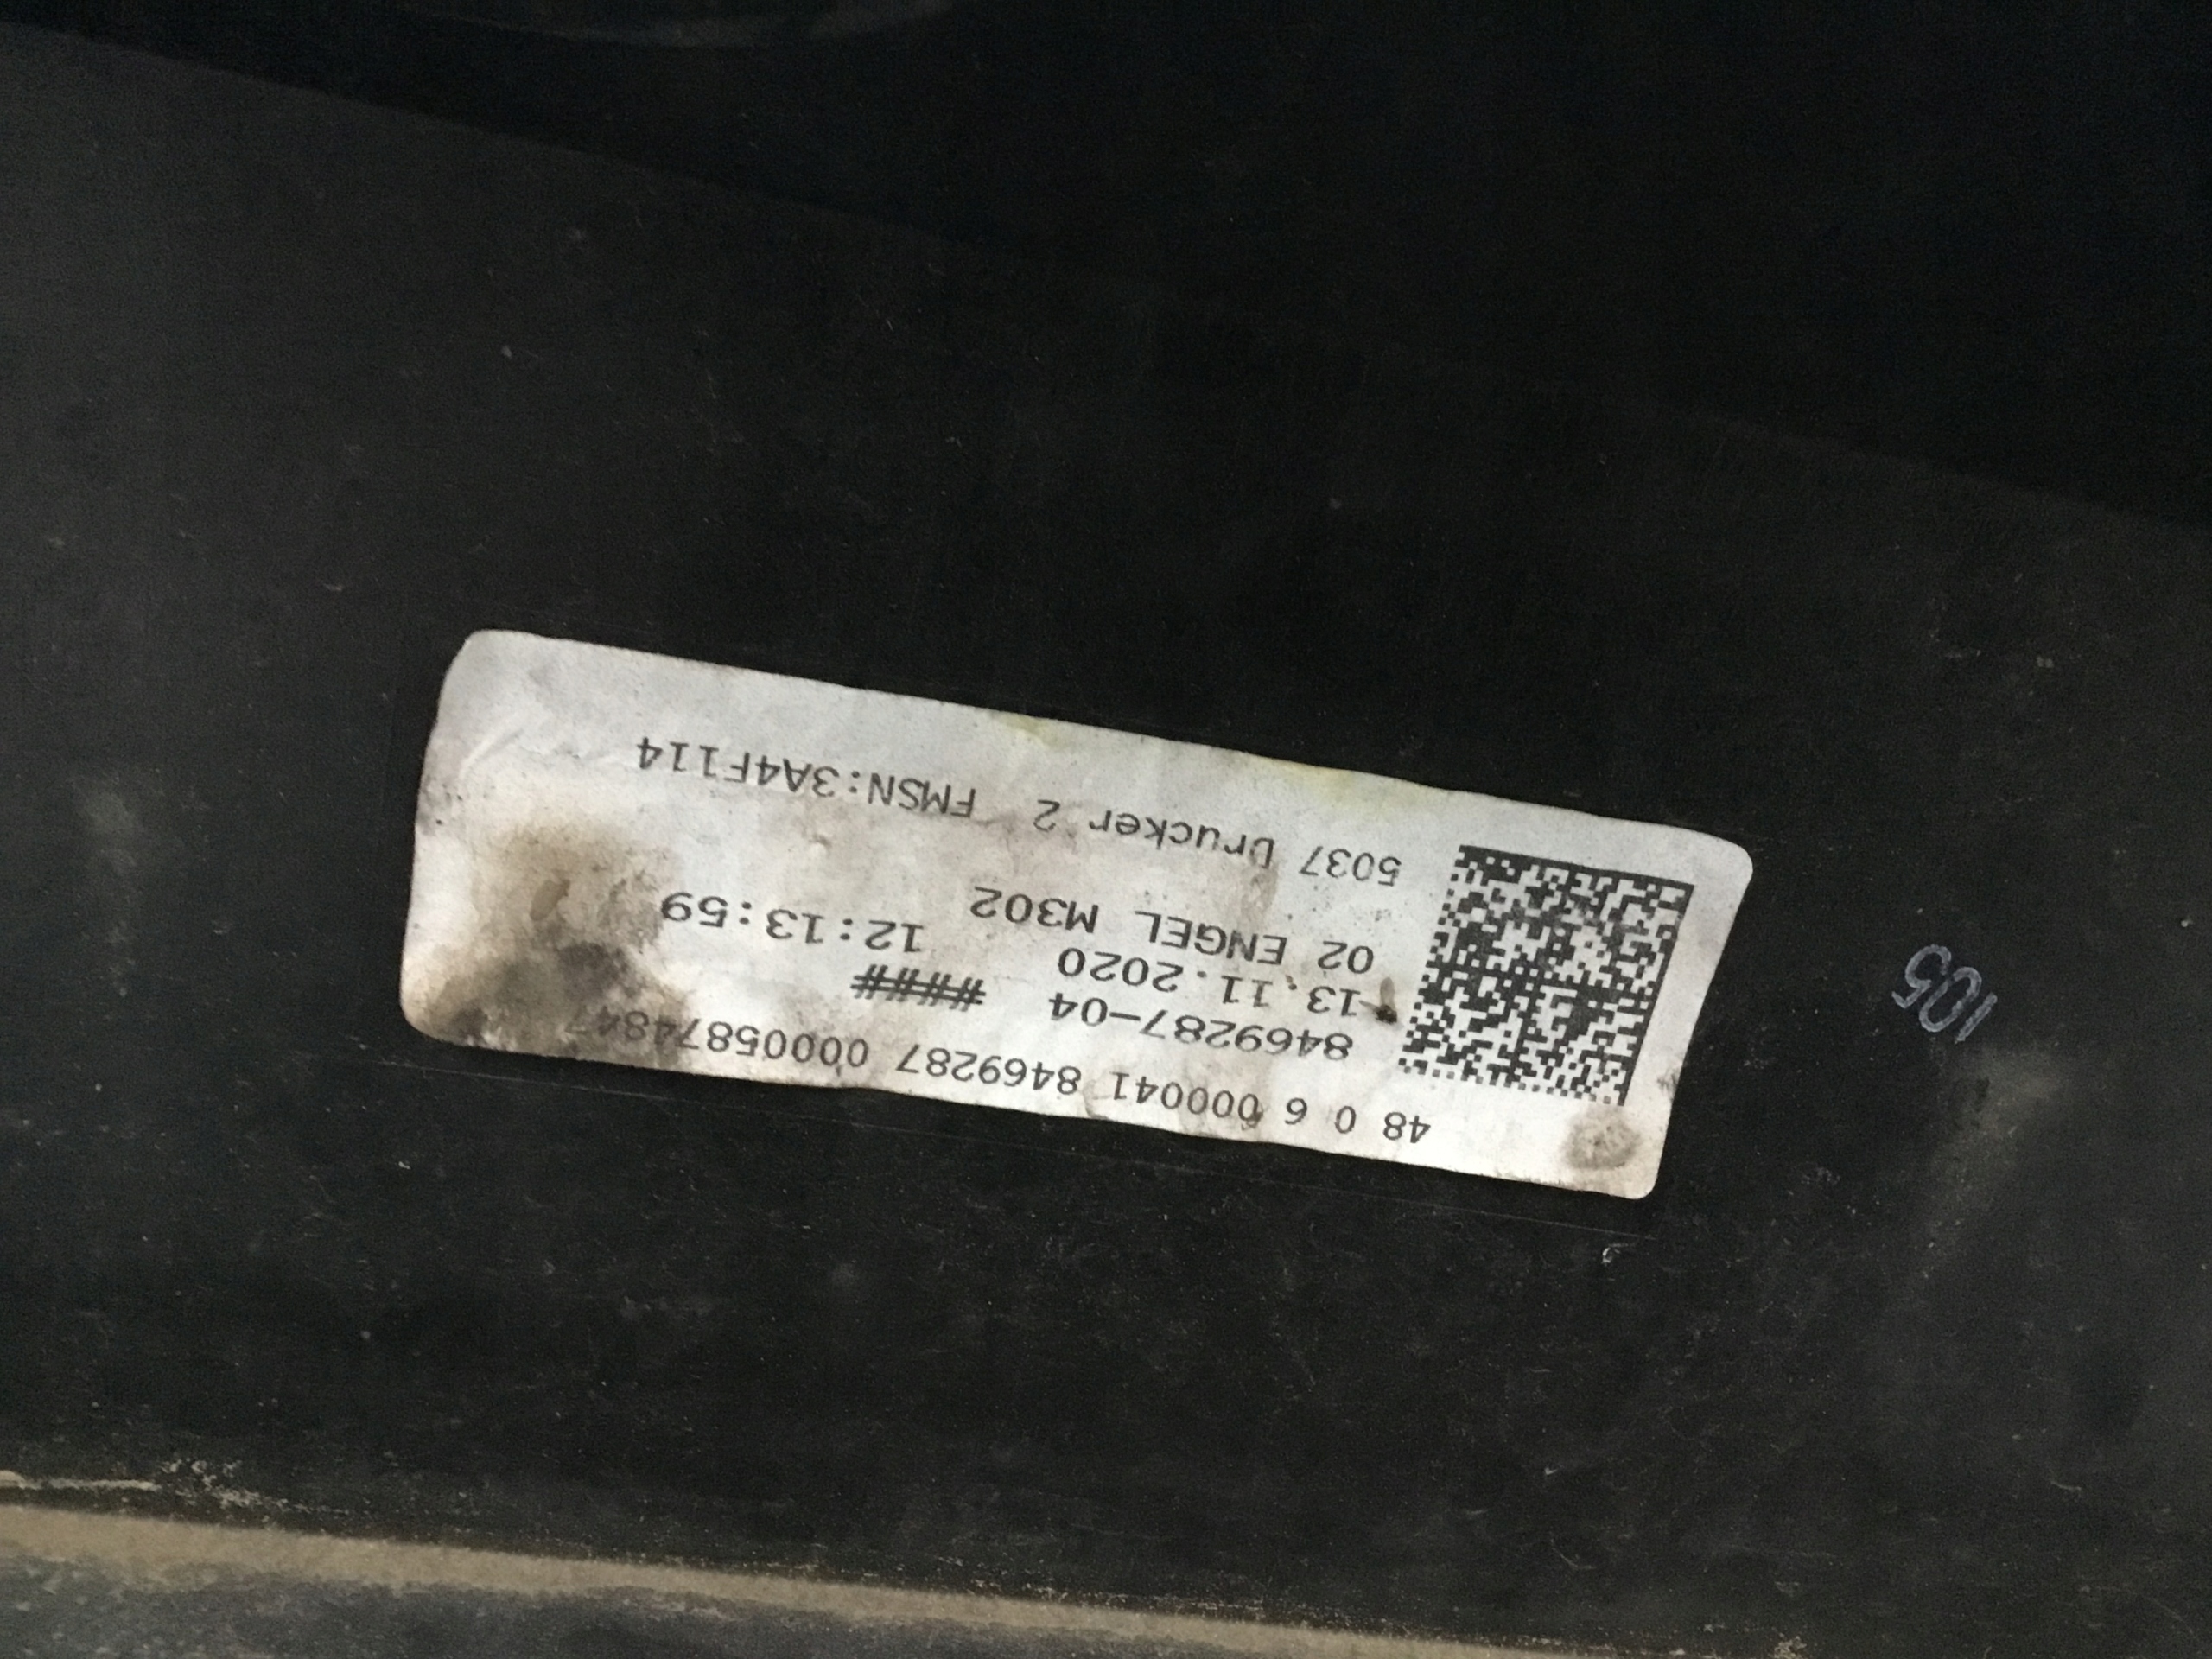 48 0 6 000041 8469287 00005874847
8469287-04 ####
13.11.2020 12:13:59
02 ENGEL M302
5037 Drucker 2 FMSN:3A4F114
105